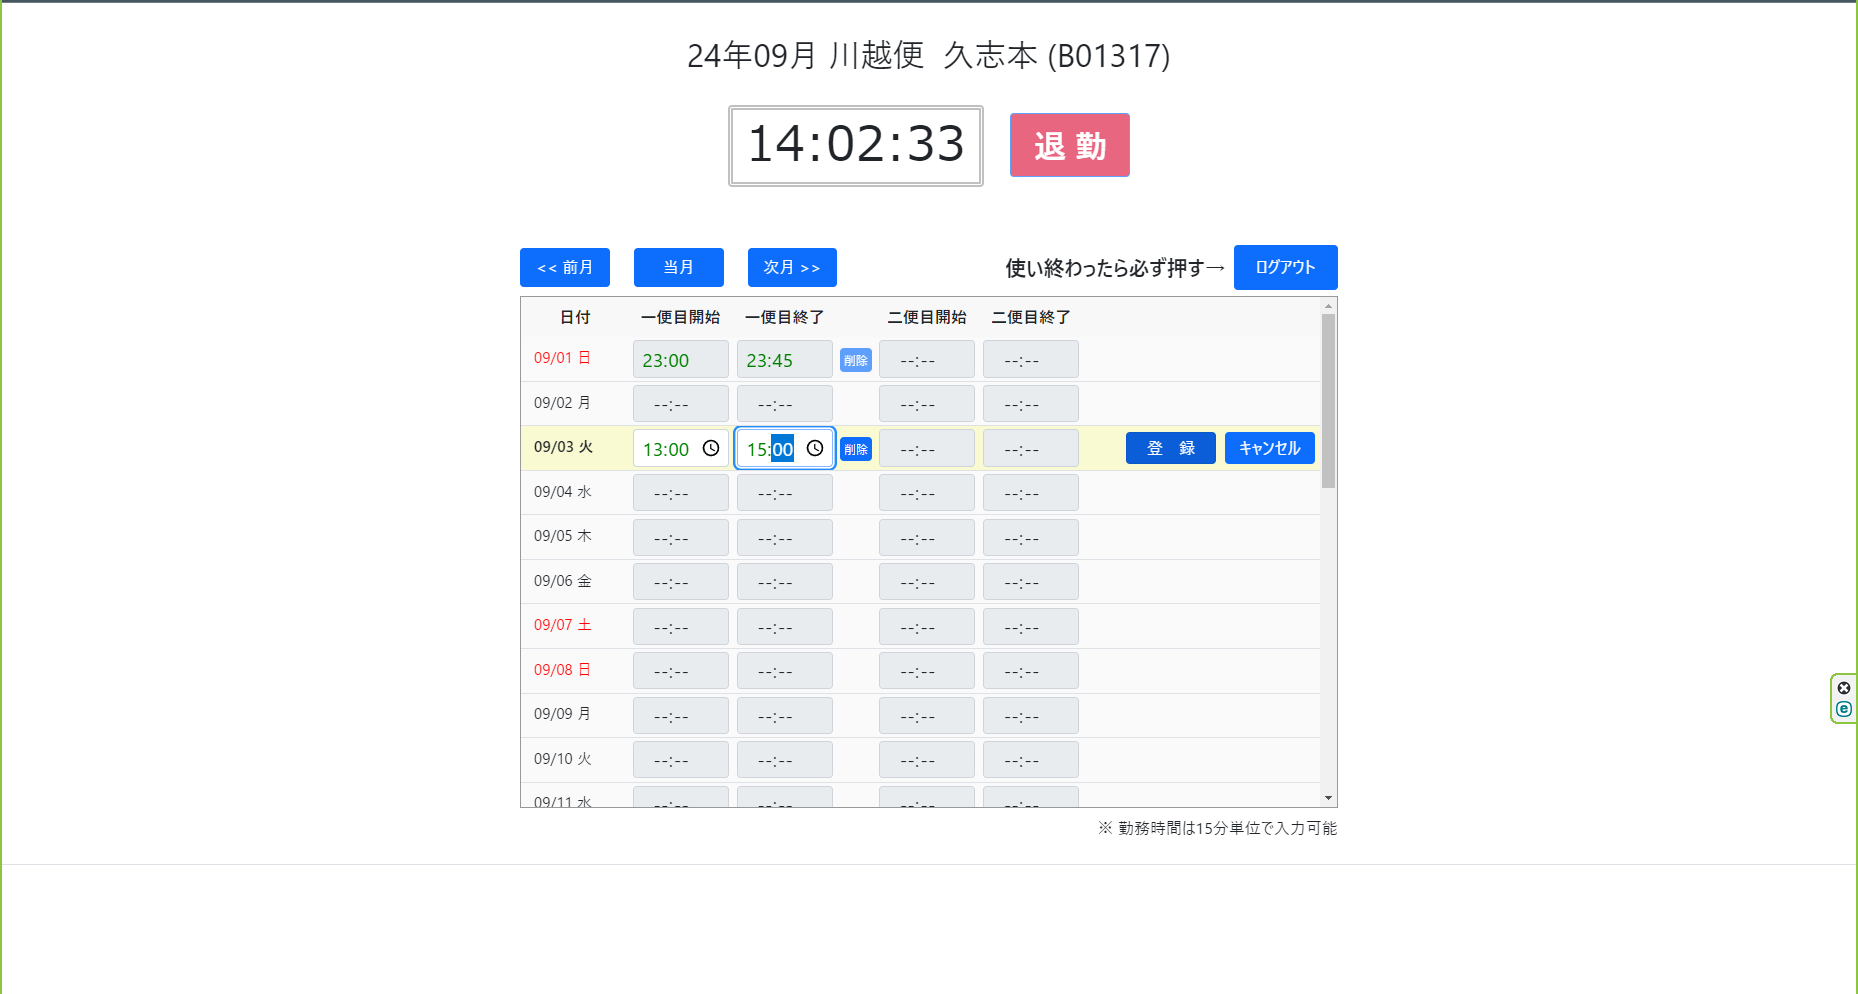 24年09月 川越便 久志本 (B01317)
14:02:33 退 勤
<< 前月 当月 次月 >> 使い終わったら必ず押す→ ログアウト
日付 一便目開始 一便目終了 二便目開始 二便目終了
09/01 日 23:00 23:45 削除 --:-- --:--
09/02 月 --:-- --:-- --:-- --:--
09/03 火 13:00 15:00 削除 --:-- --:-- 登 録 キャンセル
09/04 水 --:-- --:-- --:-- --:--
09/05 木 --:-- --:-- --:-- --:--
09/06 金 --:-- --:-- --:-- --:--
09/07 土 --:-- --:-- --:-- --:--
09/08 日 --:-- --:-- --:-- --:--
09/09 月 --:-- --:-- --:-- --:--
09/10 火 --:-- --:-- --:-- --:--
09/11 水 --:-- --:-- --:-- --:--
※ 勤務時間は15分単位で入力可能